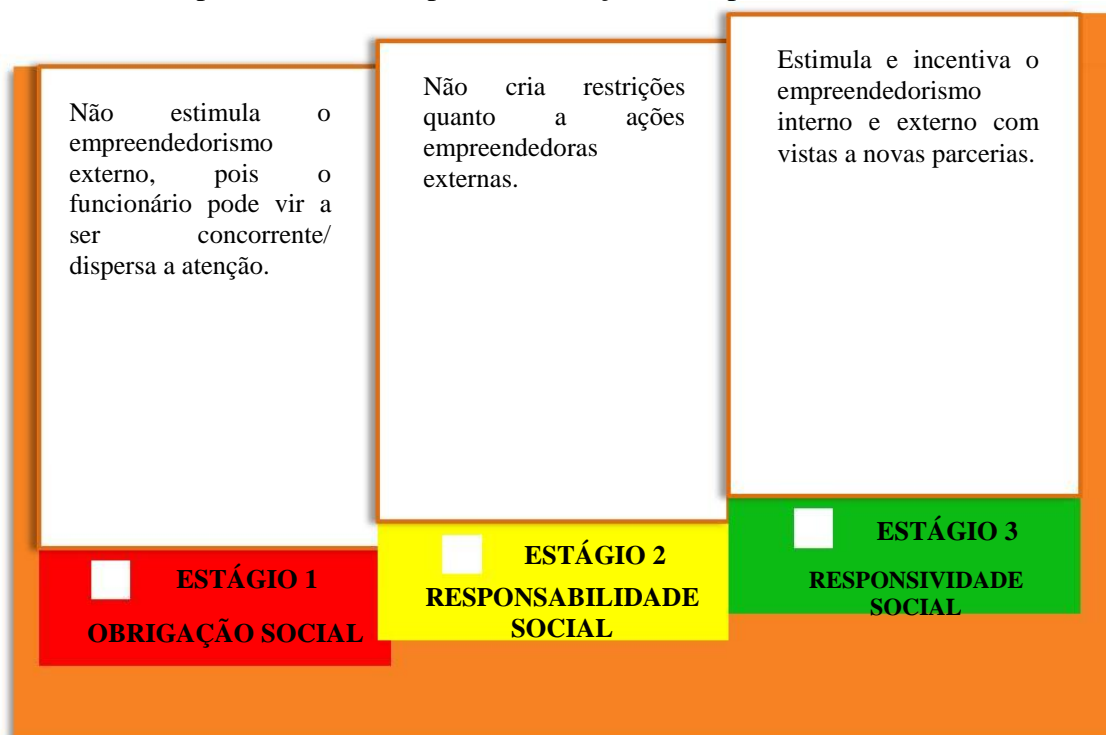 Não estimula o
empreendedorismo
externo, pois o
funcionário pode vir a
ser concorrente/
dispersa a atenção.
ESTÁGIO 1
OBRIGAÇÃO SOCIAL
Não cria restrições
quanto a ações
empreendedoras
externas.
ESTÁGIO 2
RESPONSABILIDADE
SOCIAL
Estimula e incentiva o
empreendedorismo
interno e externo com
vistas a novas parcerias.
ESTÁGIO 3
RESPONSIVIDADE
SOCIAL